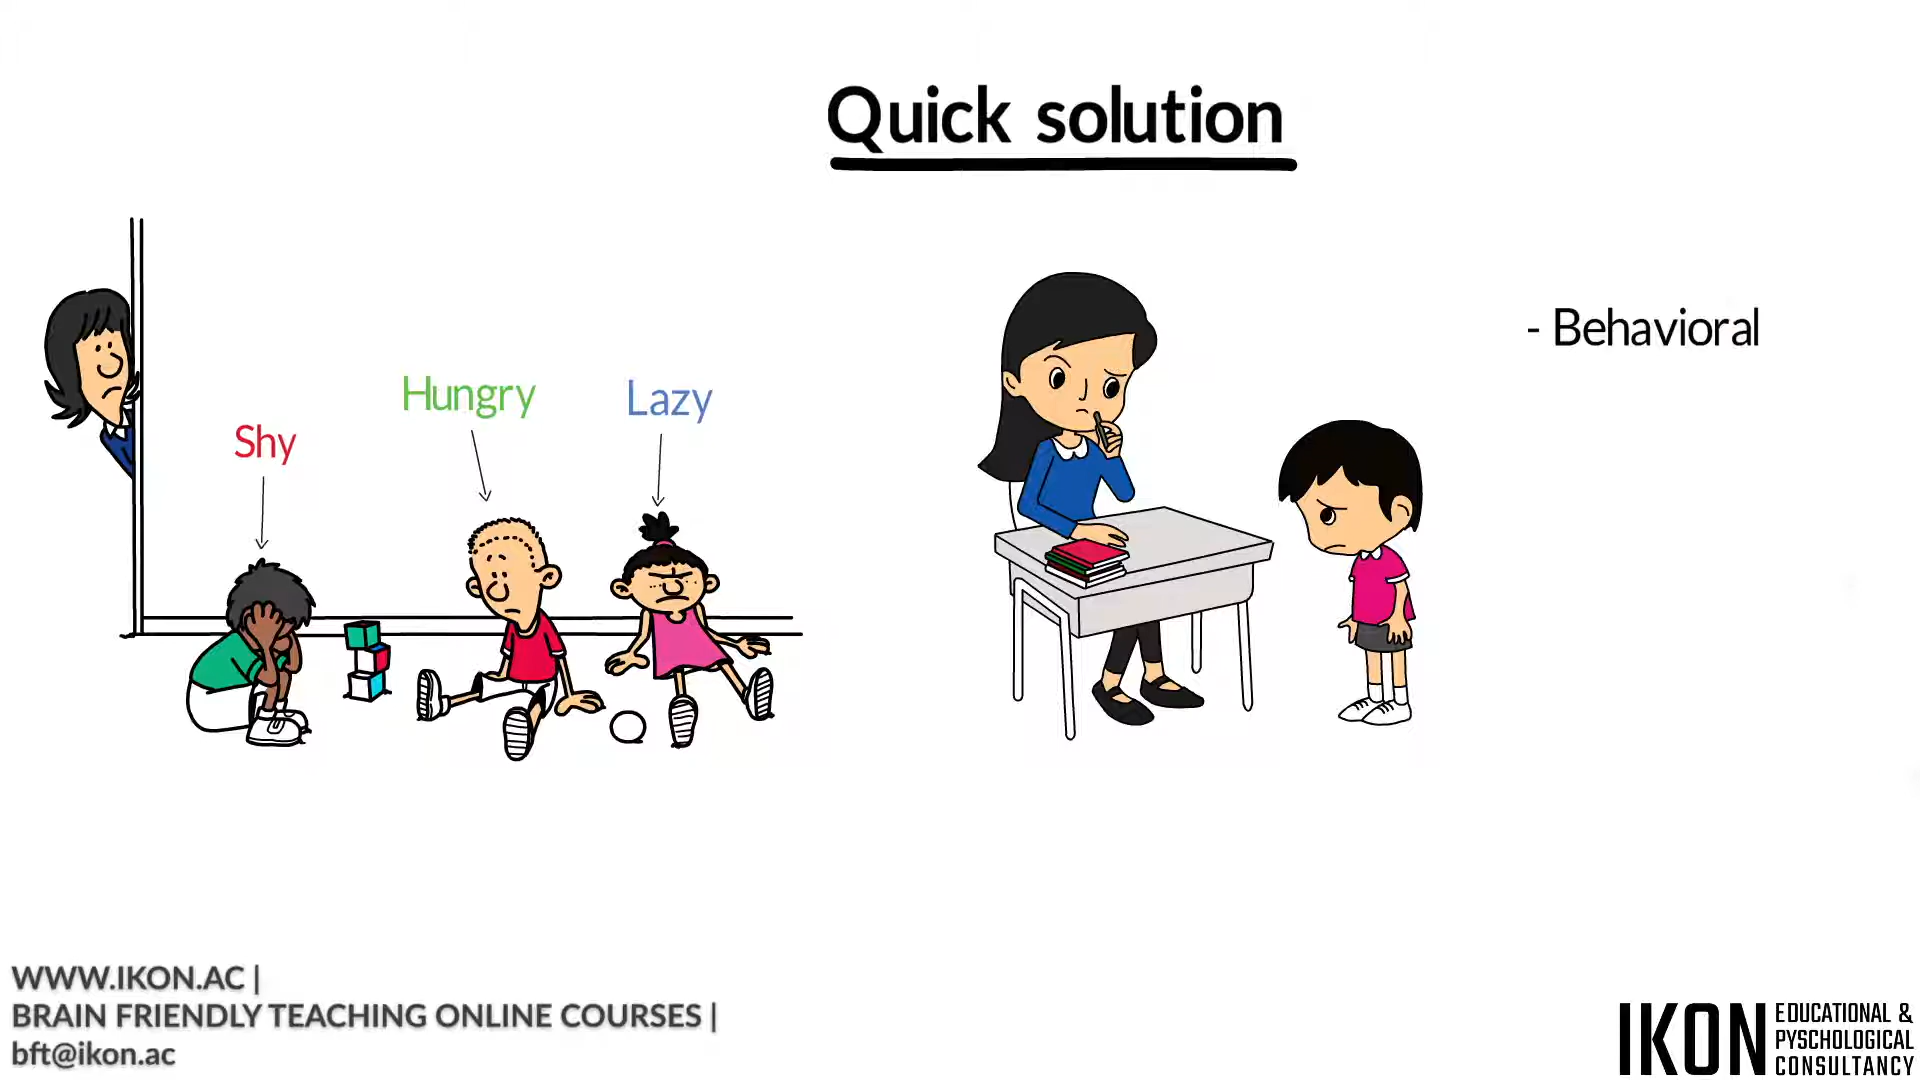 Quick solution
- Behavioral
Hungry
Lazy
Shy
WWW.IKON.AC |
BRAIN FRIENDLY TEACHING ONLINE COURSES |
bft@ikon.ac
IKON
EDUCATIONAL &
PYSCHOLOGICAL
CONSULTANCY